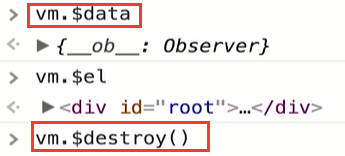 > vm.$data
<· ▶{__ob__: Observer}
> vm.$el
<· ▶<div id="root">…</div>
> vm.$destroy()